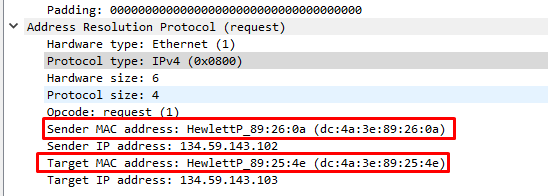 Padding: 000000000000000000000000000000000000
Address Resolution Protocol (request)
Hardware type: Ethernet (1)
Protocol type: IPv4 (0x0800)
Hardware size: 6
Protocol size: 4
Opcode: request (1)
Sender MAC address: HewlettP_89:26:0a (dc:4a:3e:89:26:0a)
Sender IP address: 134.59.143.102
Target MAC address: HewlettP_89:25:4e (dc:4a:3e:89:25:4e)
Target IP address: 134.59.143.103